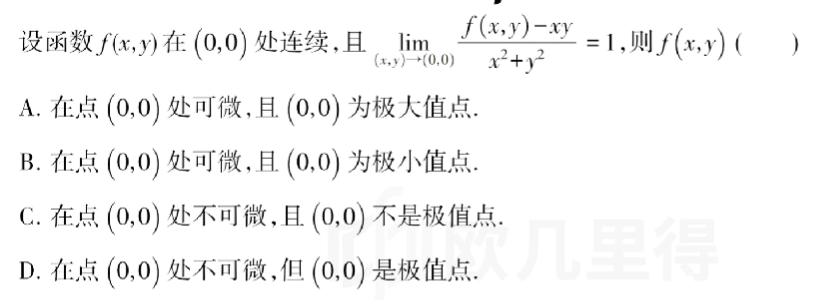 设函数f(x,y)在(0,0)处连续,且 lim_{(x,y)→(0,0)} \frac{f(x,y)-xy}{x²+y²} =1,则f(x,y)( )
A. 在点(0,0)处可微,且(0,0)为极大值点.
B. 在点(0,0)处可微,且(0,0)为极小值点.
C. 在点(0,0)处不可微,且(0,0)不是极值点.
D. 在点(0,0)处不可微,但(0,0)是极值点.
欧几里得